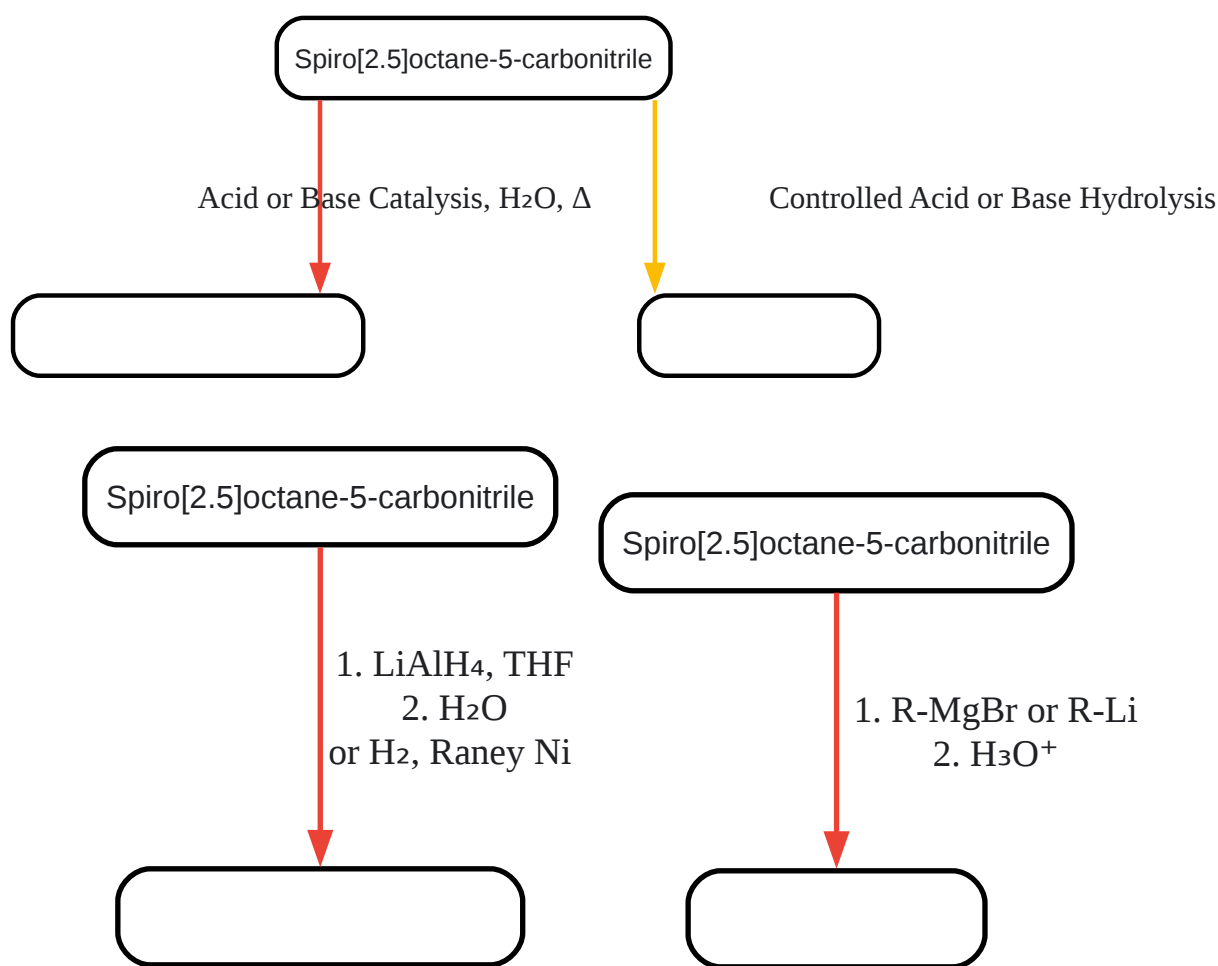 Spiro[2.5]octane-5-carbonitrile
Acid or Base Catalysis, H₂O, Δ
Controlled Acid or Base Hydrolysis
Spiro[2.5]octane-5-carbonitrile
1. LiAlH₄, THF
2. H₂O
or H₂, Raney Ni
Spiro[2.5]octane-5-carbonitrile
1. R-MgBr or R-Li
2. H₃O⁺